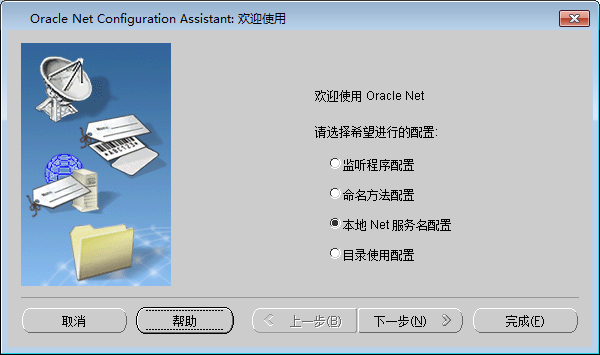 Oracle Net Configuration Assistant: 欢迎使用
欢迎使用 Oracle Net
请选择希望进行的配置:
监听程序配置
命名方法配置
本地 Net 服务名配置
目录使用配置
取消
帮助
上一步(B)
下一步(N)
完成(F)